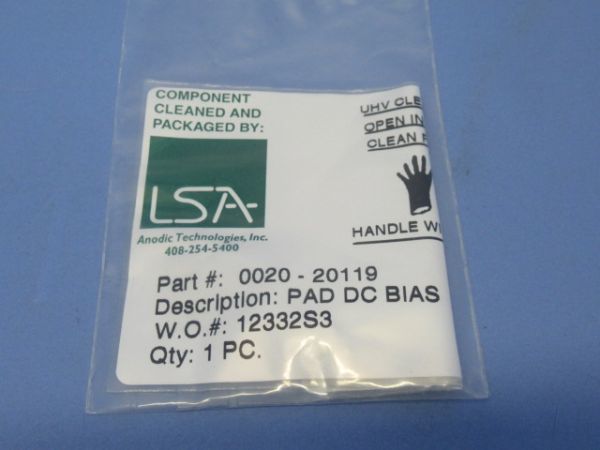 COMPONENT
CLEANED AND
PACKAGED BY:
LSA
Anodic Technologies, Inc.
408-254-5400
UHV CLE
OPEN IN
CLEAN
HANDLE W
Part #: 0020 - 20119
Description: PAD DC BIAS
W.O.#: 12332S3
Qty: 1 PC.